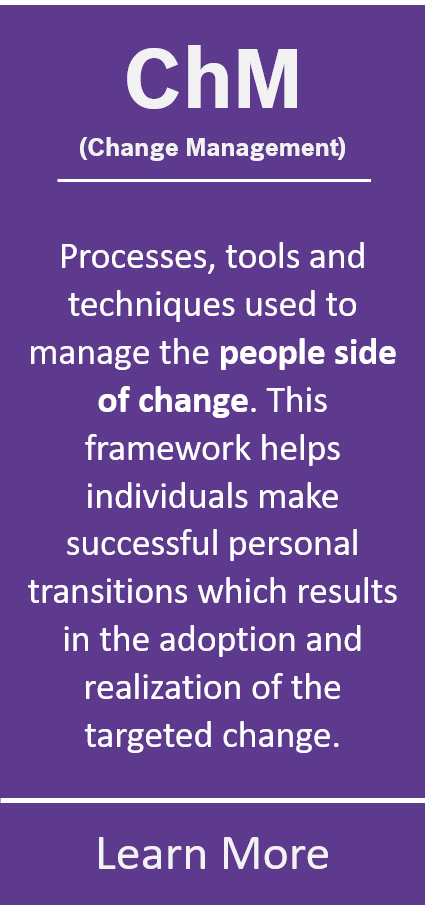 ChM
(Change Management)
Processes, tools and
techniques used to
manage the people side
of change. This
framework helps
individuals make
successful personal
transitions which results
in the adoption and
realization of the
targeted change.
Learn More